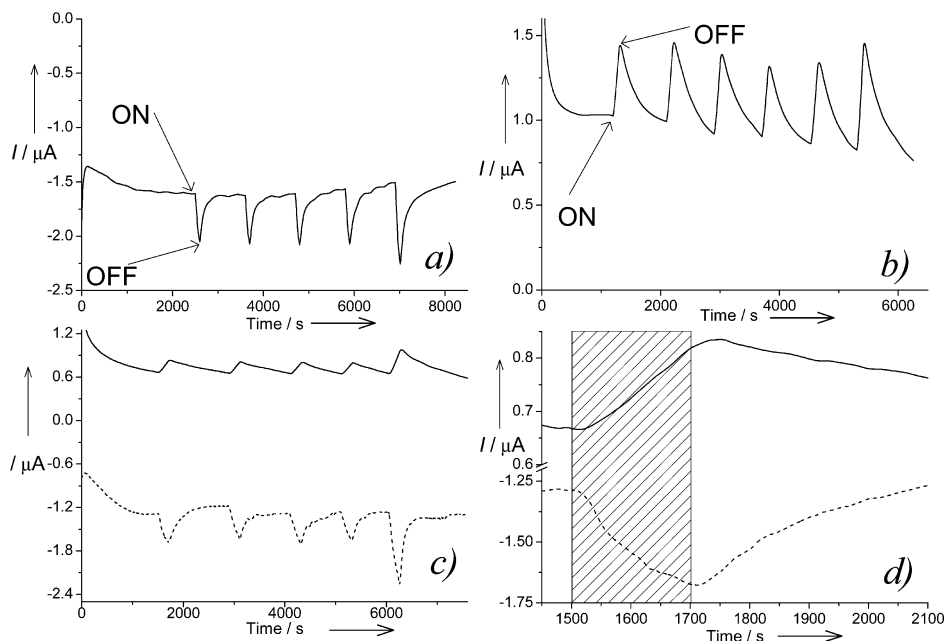 0.0
-0.5
-1.0
-1.5
-2.0
-2.5
I / μA
ON
OFF
a)
0 2000 4000 6000 8000
Time / s
1.5
1.0
0.5
0.0
I / μA
OFF
ON
b)
0 2000 4000 6000
Time / s
1.2
0.6
0.0
-0.6
-1.2
-1.8
-2.4
/ μA
c)
0 2000 4000 6000
Time / s
0.8
0.7
0.6
-1.25
-1.50
-1.75
I / μA
d)
1500 1600 1700 1800 1900 2000 2100
Time / s